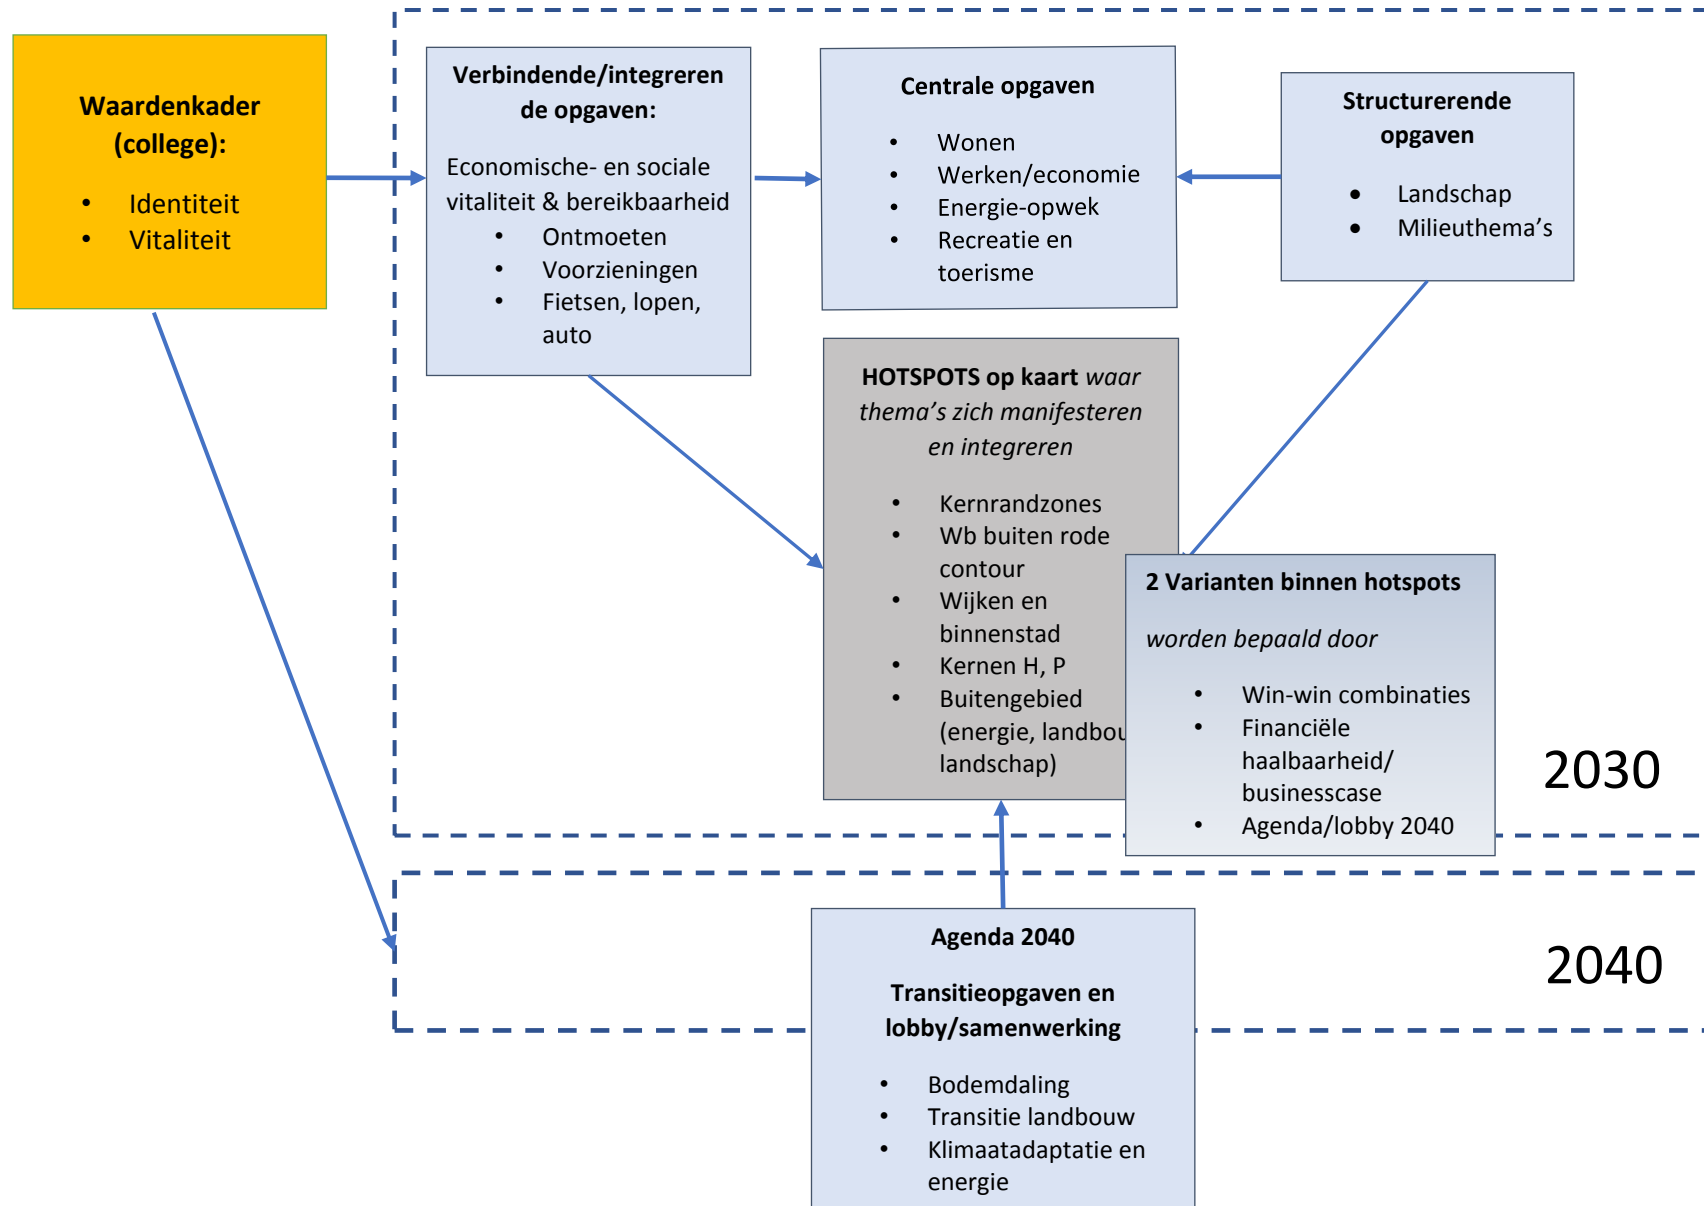 Waardenkader
(college):
• Identiteit
• Vitaliteit
Verbindende/integreren
de opgaven:
Economische- en sociale
vitaliteit & bereikbaarheid
• Ontmoeten
• Voorzieningen
• Fietsen, lopen,
auto
Centrale opgaven
• Wonen
• Werken/economie
• Energie-opwek
• Recreatie en
toerisme
Structurerende
opgaven
• Landschap
• Milieuthema’s
HOTSPOTS op kaart waar
thema’s zich manifesteren
en integreren
• Kernrandzones
• Wb buiten rode
contour
• Wijken en
binnenstad
• Kernen H, P
• Buitengebied
(energie, landbou
landschap)
2 Varianten binnen hotspots
worden bepaald door
• Win-win combinaties
• Financiële
haalbaarheid/
businesscase
• Agenda/lobby 2040
2030
2040
Agenda 2040
Transitieopgaven en
lobby/samenwerking
• Bodemdaling
• Transitie landbouw
• Klimaatadaptatie en
energie